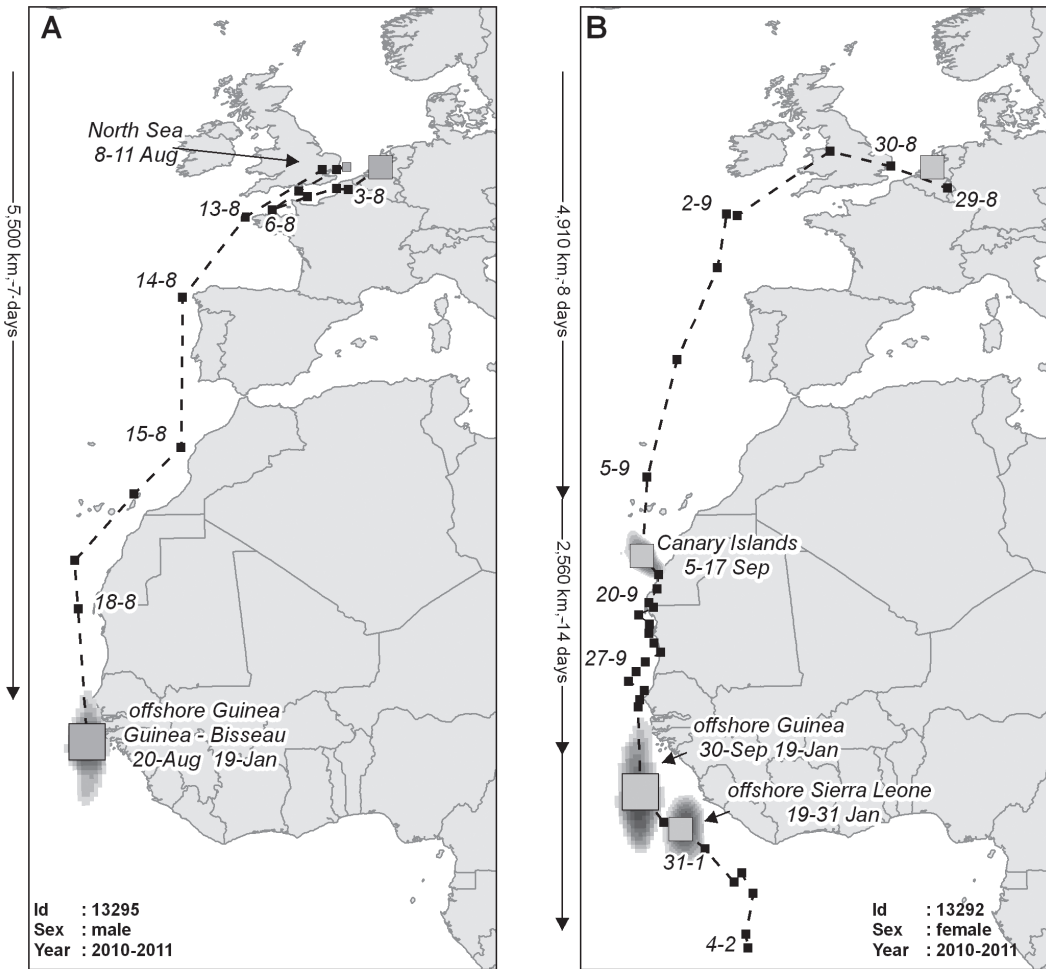 A
North Sea
8-11 Aug
3-8
13-8
6-8
14-8
15-8
18-8
offshore Guinea
Guinea - Bisseau
20-Aug 19-Jan
5,500 km,-7-days
Id : 13295
Sex : male
Year : 2010-2011
B
30-8
29-8
2-9
5-9
Canary Islands
5-17 Sep
20-9
27-9
offshore Guinea
30-Sep 19-Jan
offshore Sierra Leone
19-31 Jan
31-1
4-2
4,910 km,-8 days
2,560 km,-14 days
Id : 13292
Sex : female
Year : 2010-2011